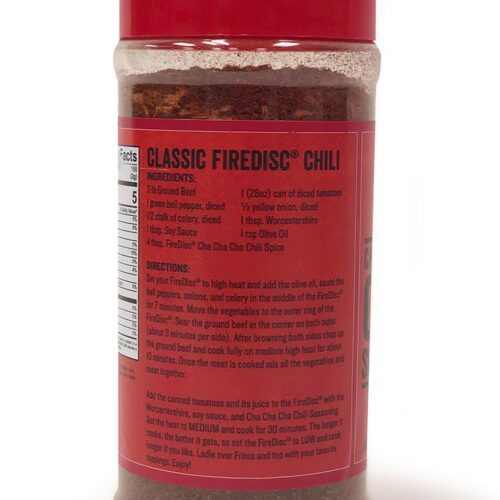 Facts
5
CLASSIC FIREDISC® CHILI
INGREDIENTS:
3 lb Ground Beef
1 green bell pepper, diced
1/2 stalk of celery, diced
1 tbsp. Soy Sauce
4 tbsp. FireDisc® Cha Cha Cha Chili Spice
1 (28oz) can of diced tomatoes
½ yellow onion, diced
1 tbsp. Worcestershire
1 tsp Olive Oil
DIRECTIONS:
Set your FireDisc® to high heat and add the olive oil, saute the
bell peppers, onions, and celery in the middle of the FireDisc®
for 7 minutes. Move the vegetables to the outer ring of the
FireDisc®. Sear the ground beef in the center on both sides
(about 3 minutes per side). After browning both sides chop up
the ground beef and cook fully on medium high heat for about
10 minutes. Once the meat is cooked mix all the vegetables and
meat together.
Add the canned tomatoes and its juice to the FireDisc® with the
Worcestershire, soy sauce, and Cha Cha Cha Chili Seasoning.
Set the heat to MEDIUM and cook for 30 minutes. The longer it
cooks, the better it gets, so set the FireDisc® to LOW and cook
longer if you like. Ladle over Fritos and top with your favorite
toppings. Enjoy!